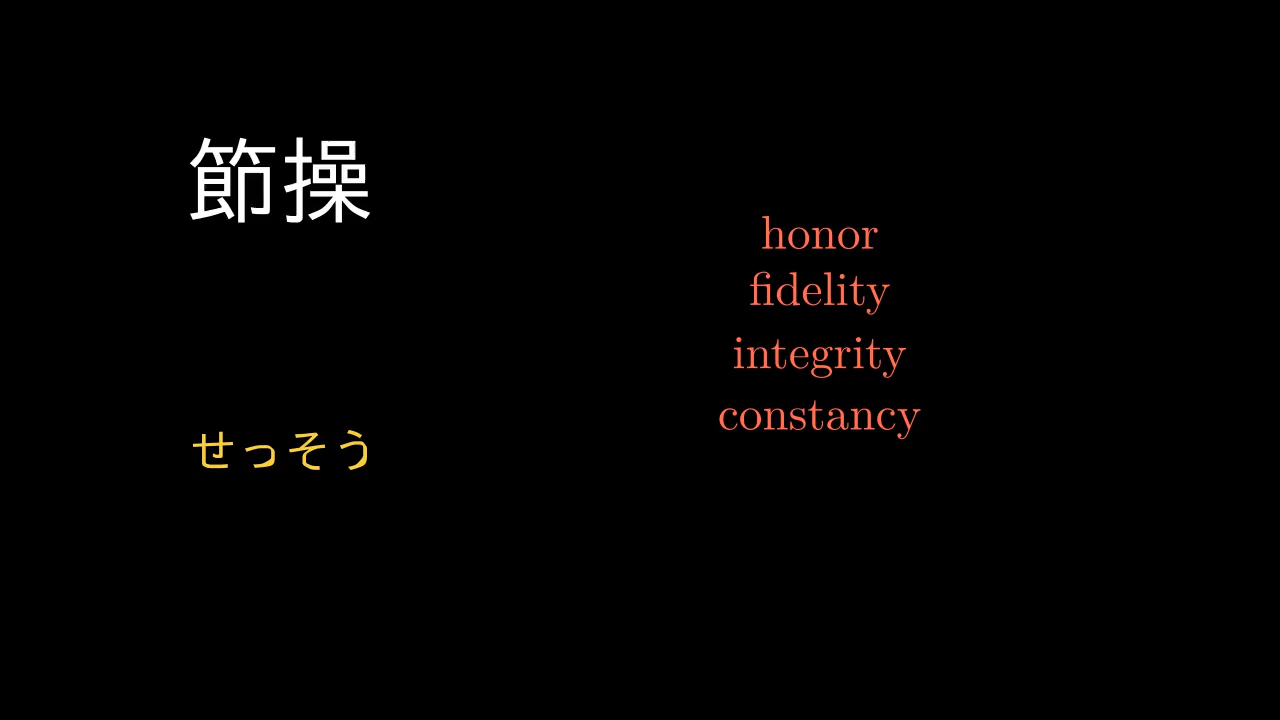 節操
せっそう
honor
fidelity
integrity
constancy